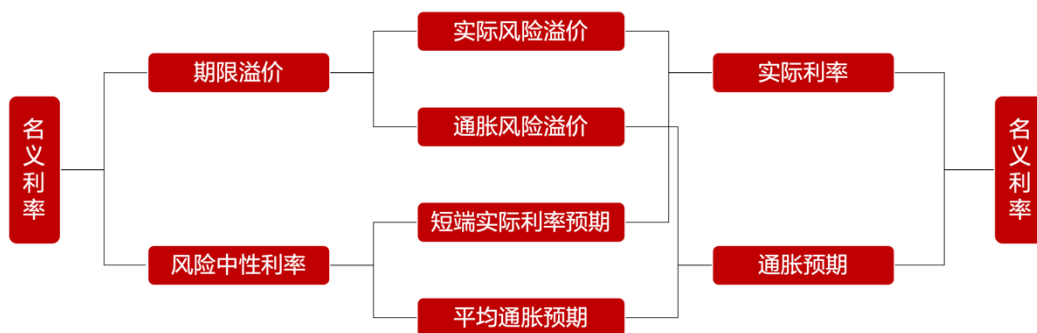 名义利率
期限溢价
风险中性利率
实际风险溢价
通胀风险溢价
短端实际利率预期
平均通胀预期
实际利率
通胀预期
名义利率